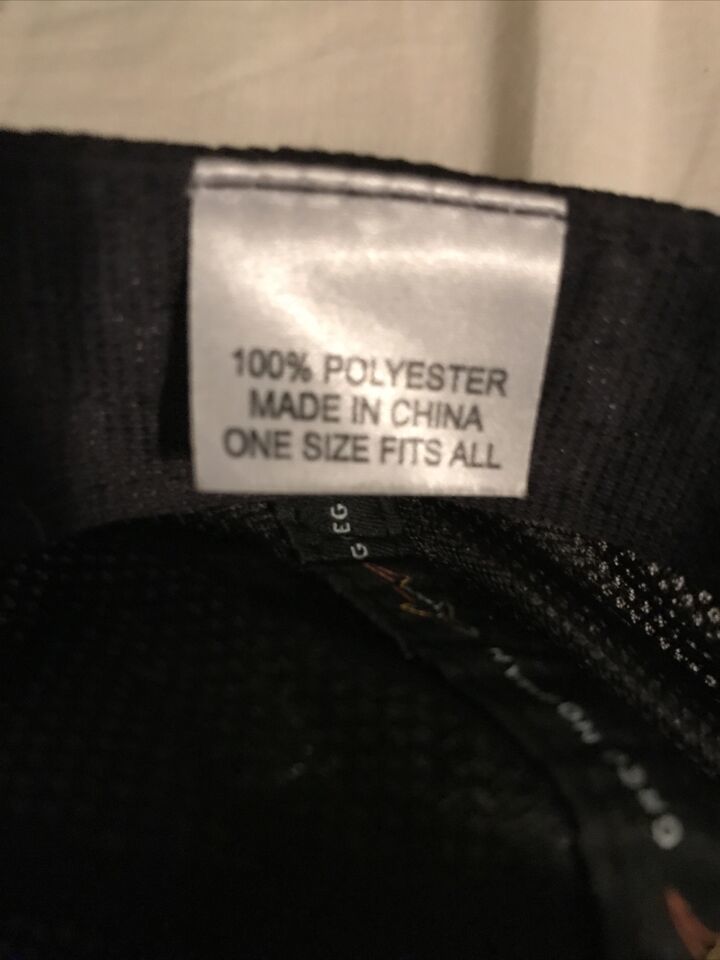 100% POLYESTER
MADE IN CHINA
ONE SIZE FITS ALL